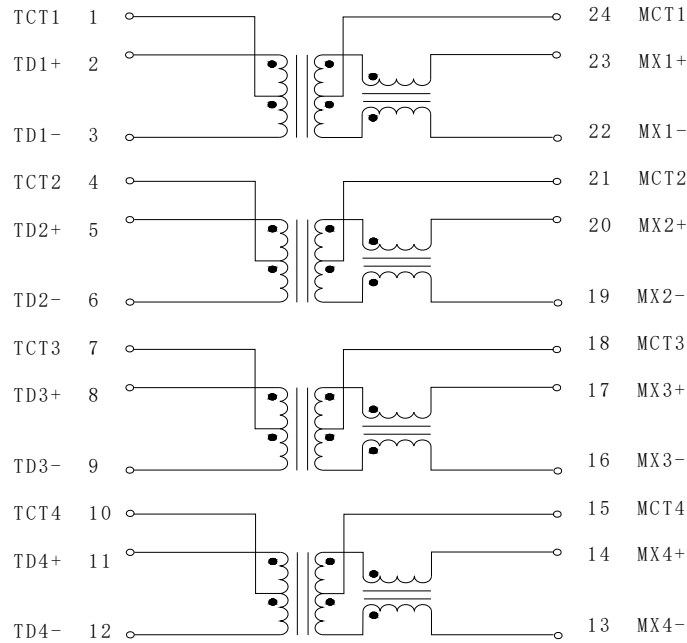 TCT1 1 24 MCT1
TD1+ 2 23 MX1+
TD1- 3 22 MX1-
TCT2 4 21 MCT2
TD2+ 5 20 MX2+
TD2- 6 19 MX2-
TCT3 7 18 MCT3
TD3+ 8 17 MX3+
TD3- 9 16 MX3-
TCT4 10 15 MCT4
TD4+ 11 14 MX4+
TD4- 12 13 MX4-